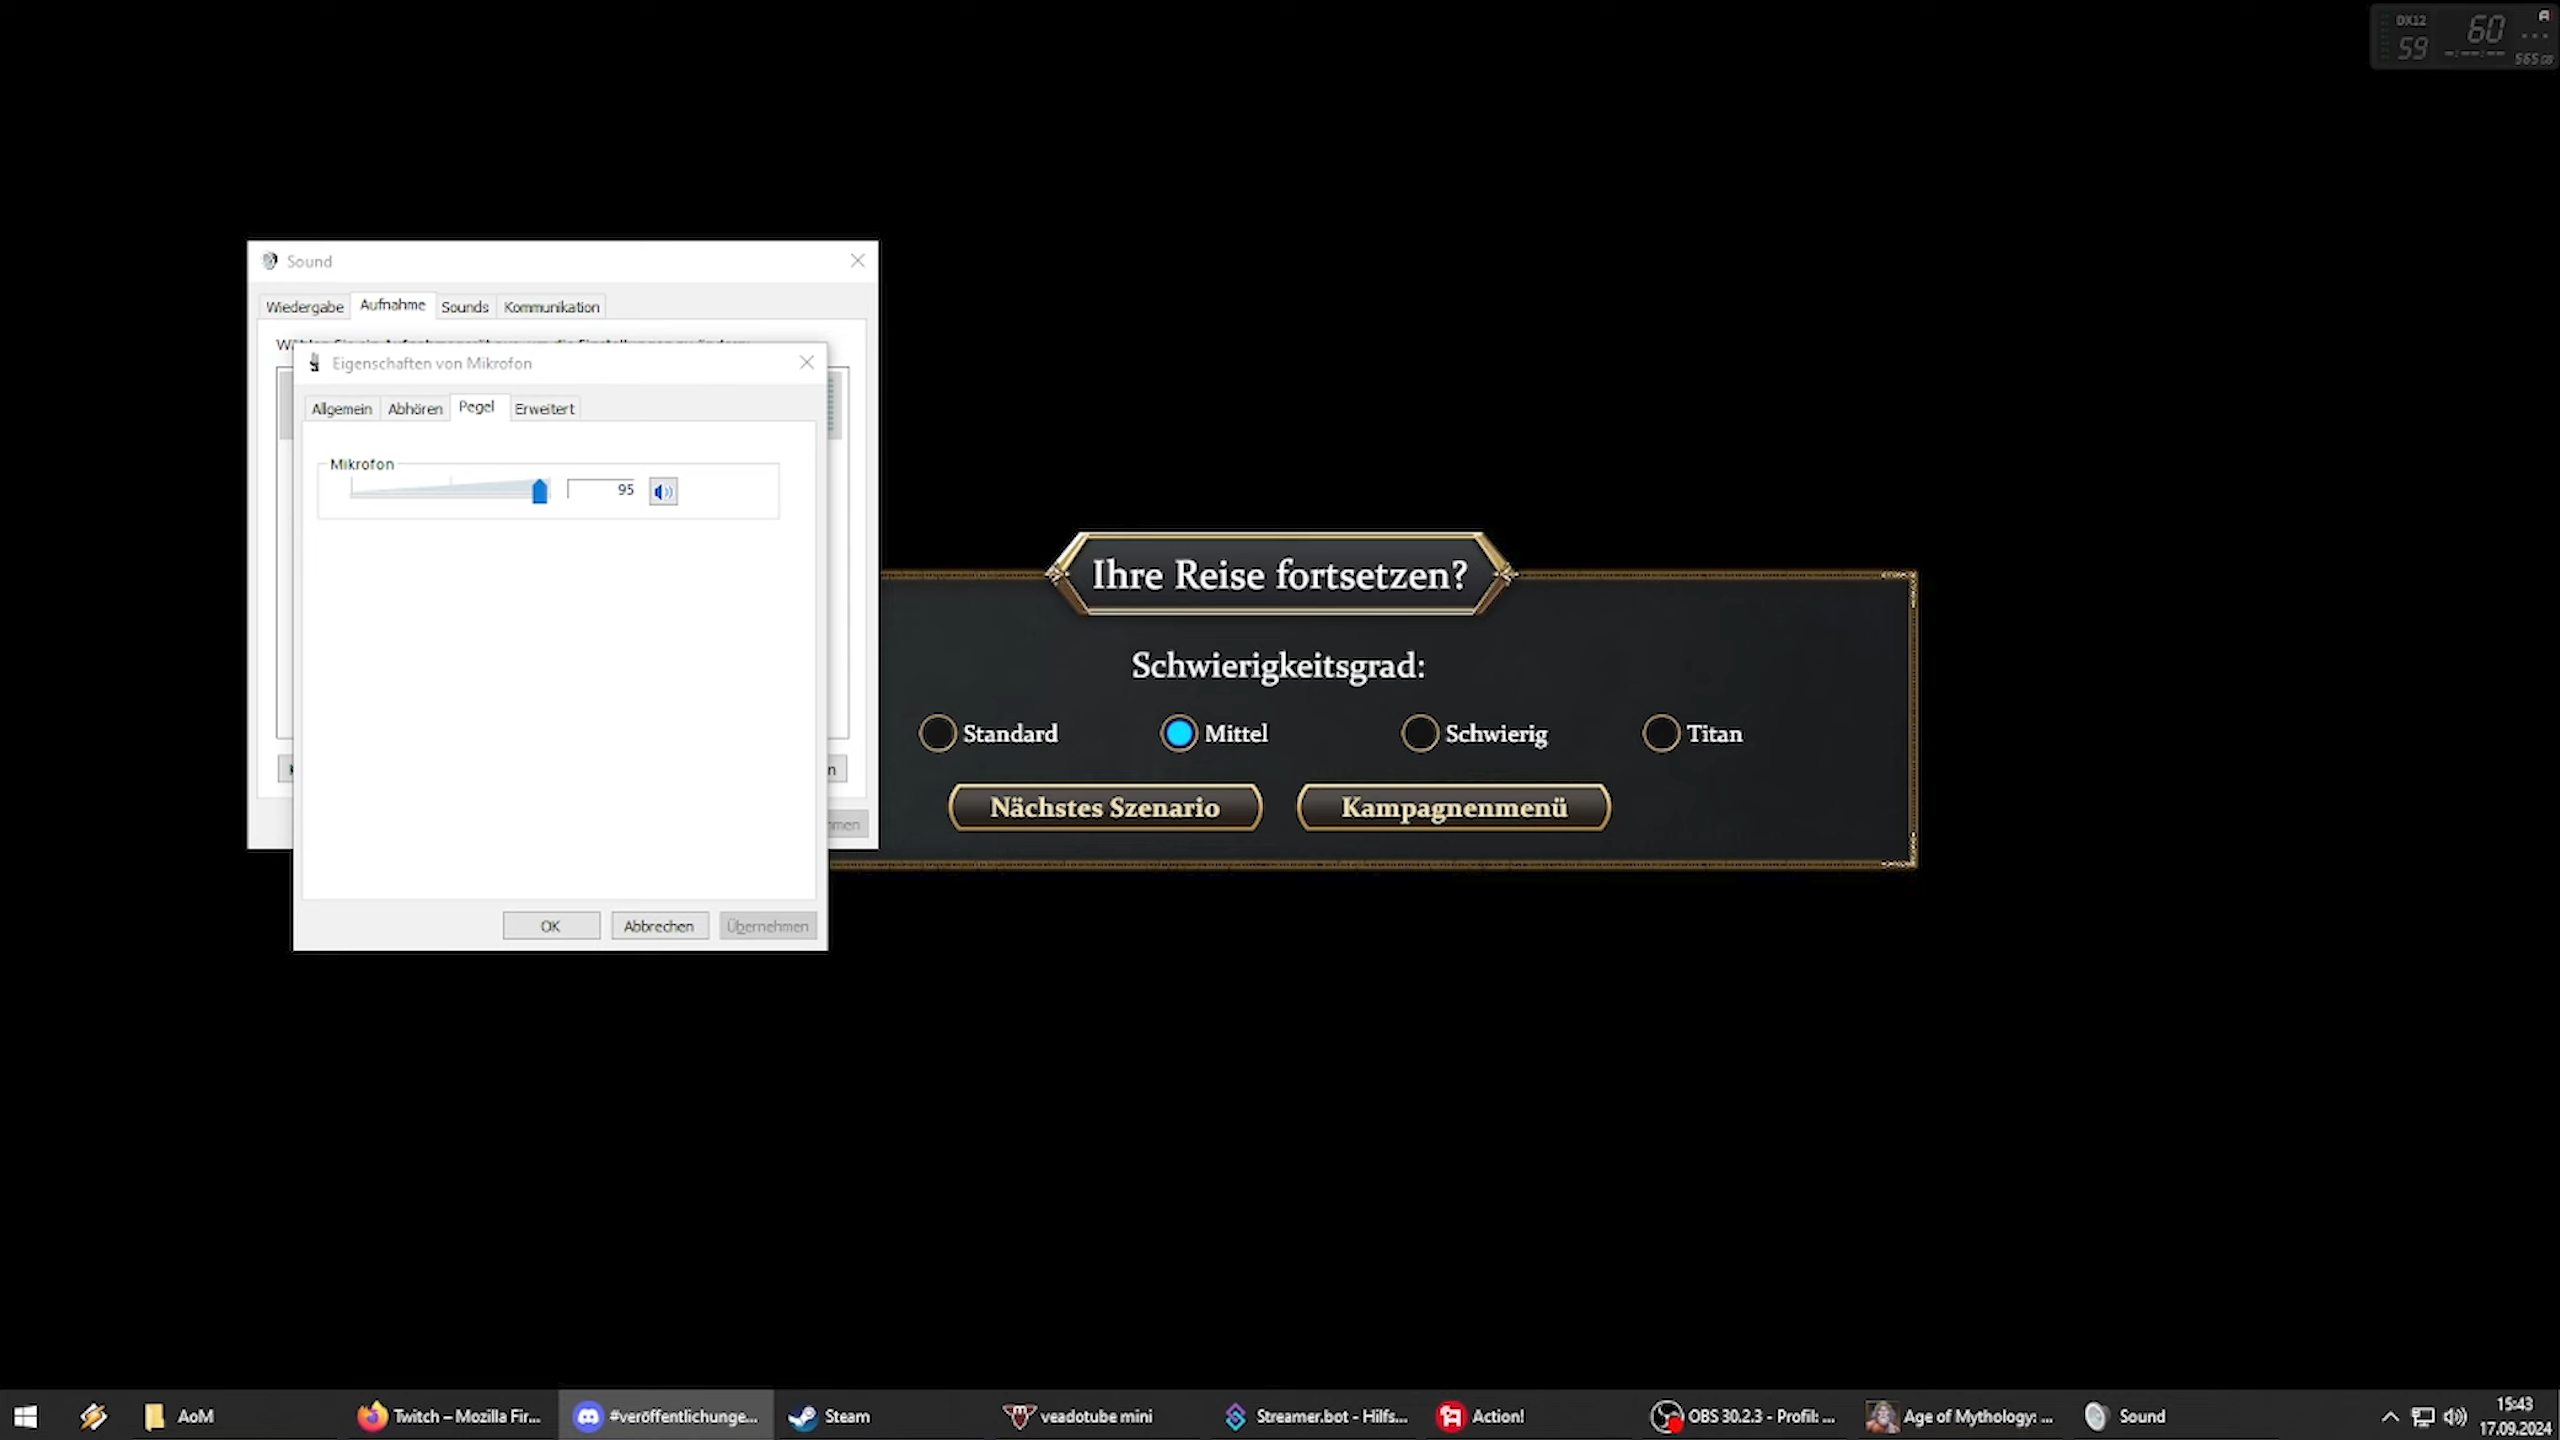 DX12
60
A
59
565
Sound
Wiedergabe
Aufnahme
Sounds
Kommunikation
Eigenschaften von Mikrofon
Allgemein
Abhören
Pegel
Erweitert
Mikrofon
95
OK
Abbrechen
Übernehmen
Ihre Reise fortsetzen?
Schwierigkeitsgrad:
Standard
Mittel
Schwierig
Titan
Nächstes Szenario
Kampagnenmenü
AoM
Twitch – Mozilla Fir...
#veröffentlichunge...
Steam
veadotube mini
Streamer.bot - Hilfs...
Action!
OBS 30.2.3 - Profil: ...
Age of Mythology: ...
Sound
15:43
17.09.2024